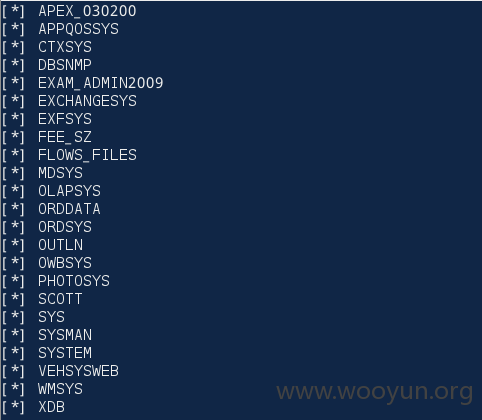 [*] APEX_030200
[*] APPQOSSYS
[*] CTXSYS
[*] DBSNMP
[*] EXAM_ADMIN2009
[*] EXCHANGESYS
[*] EXFSYS
[*] FEE_SZ
[*] FLOWS_FILES
[*] MDSYS
[*] OLAPSYS
[*] ORDDATA
[*] ORDSYS
[*] OUTLN
[*] OWBSYS
[*] PHOTOSYS
[*] SCOTT
[*] SYS
[*] SYSMAN
[*] SYSTEM
[*] VEHSYSWEB
[*] WMSYS
[*] XDB
www.wooyun.org